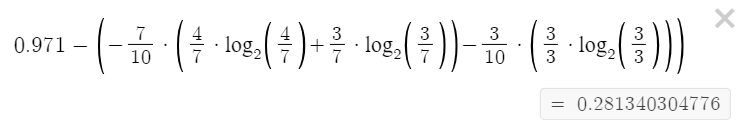 0.971 − (−7/10 · (4/7 · log₂(4/7) + 3/7 · log₂(3/7)) − 3/10 · (3/3 · log₂(3/3)))
= 0.281340304776